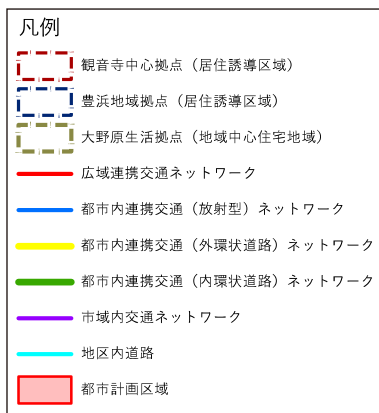 凡例
観音寺中心拠点（居住誘導区域）
豊浜地域拠点（居住誘導区域）
大野原生活拠点（地域中心住宅地域）
広域連携交通ネットワーク
都市内連携交通（放射型）ネットワーク
都市内連携交通（外環状道路）ネットワーク
都市内連携交通（内環状道路）ネットワーク
市域内交通ネットワーク
地区内道路
都市計画区域